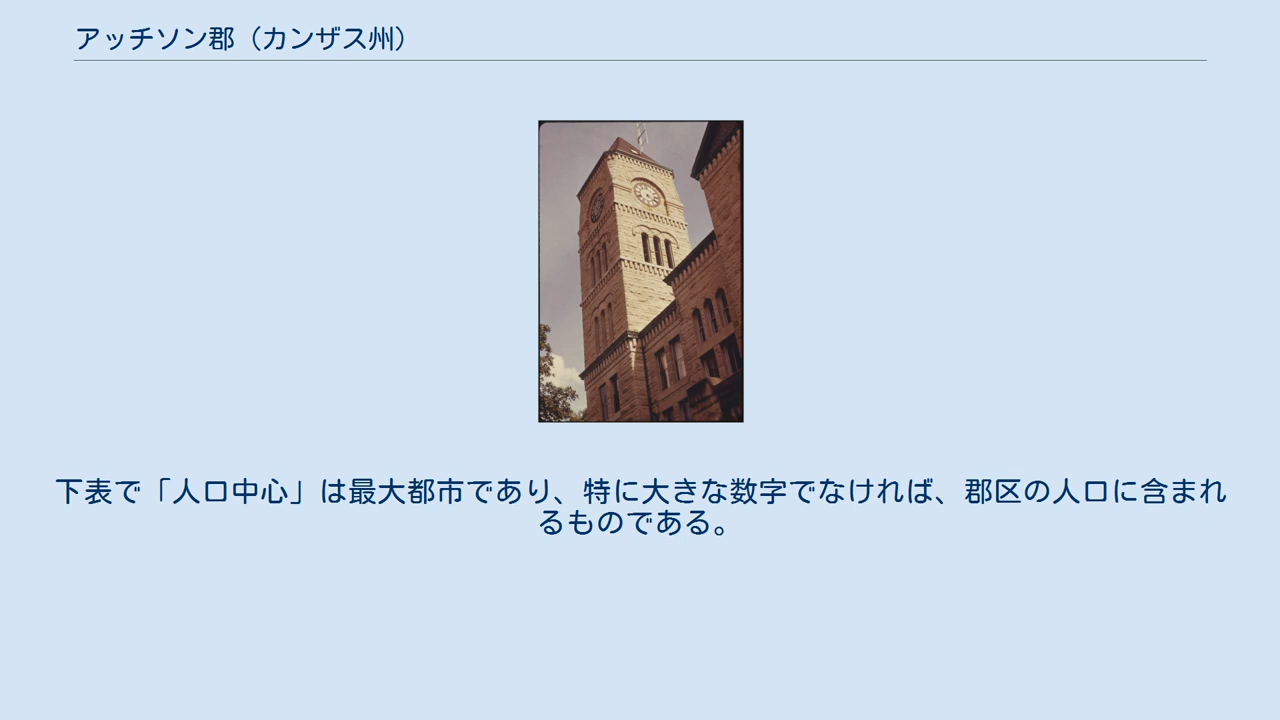 アッチソン郡（カンザス州）
下表で「人口中心」は最大都市であり、特に大きな数字でなければ、郡区の人口に含まれ
るものである。